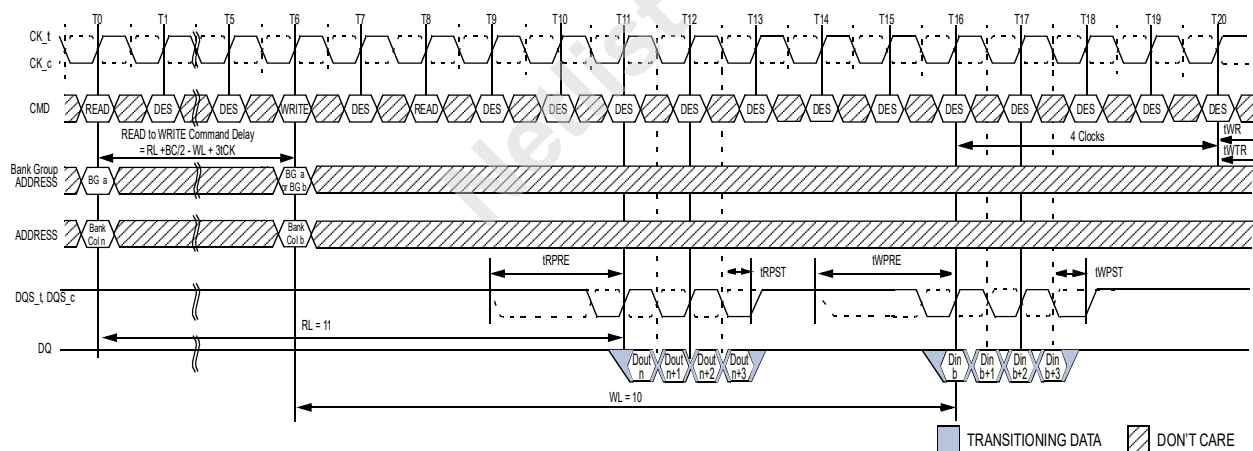 T0 T1 T5 T6 T7 T8 T9 T10 T11 T12 T13 T14 T15 T16 T17 T18 T19 T20
CK_t
CK_c
CMD READ DES DES WRITE DES READ DES DES DES DES DES DES DES DES DES DES DES DES
READ to WRITE Command Delay
= RL +BC/2 - WL + 3tCK
4 Clocks
tWR
tWTR
Bank Group
ADDRESS
BG a
BG a
or BG b
ADDRESS
Bank
Col n
Bank
Col b
tRPRE
tRPST
tWPRE
tWPST
DQS_t, DQS_c
RL = 11
DQ
Dout
n
Dout
n+1
Dout
n+2
Dout
n+3
Din
b
Din
b+1
Din
b+2
Din
b+3
WL = 10
TRANSITIONING DATA
DON'T CARE
Netlist